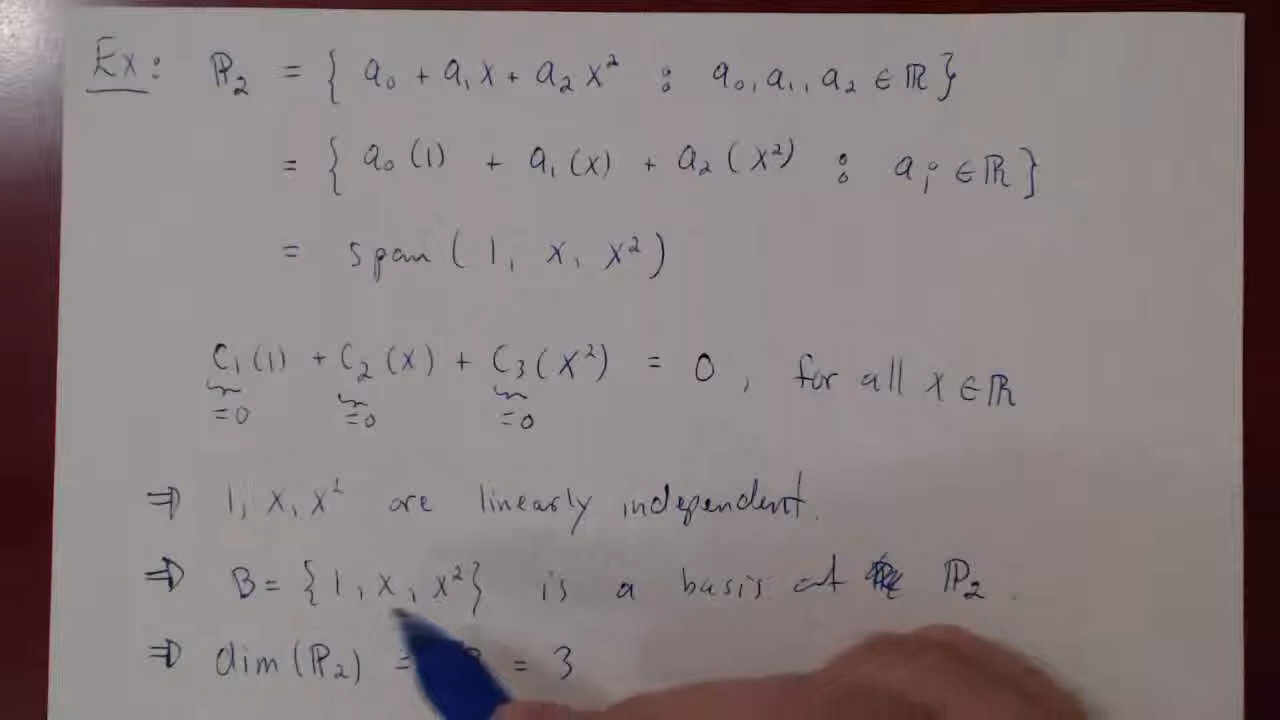 Ex: ℙ₂ = { a₀ + a₁x + a₂x² : a₀, a₁, a₂ ∈ ℝ }
= { a₀(1) + a₁(x) + a₂(x²) : aᵢ ∈ ℝ }
= span(1, x, x²)
C₁(1) + C₂(x) + C₃(x²) = 0, for all x ∈ ℝ
=0 =0 =0
⇒ 1, x, x² are linearly independent.
⇒ B = {1, x, x²} is a basis of ℙ₂.
⇒ dim(ℙ₂) = = 3